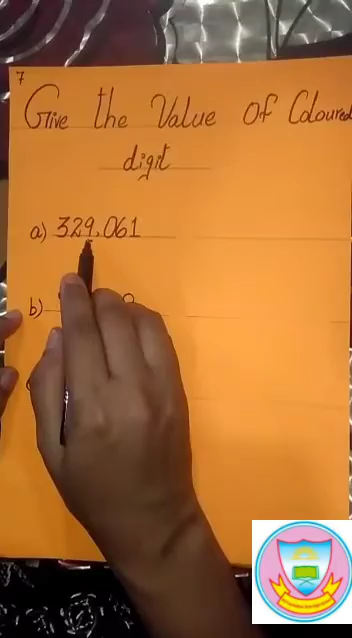 7
Give the Value Of Coloured
digit
a) 329.061
b)